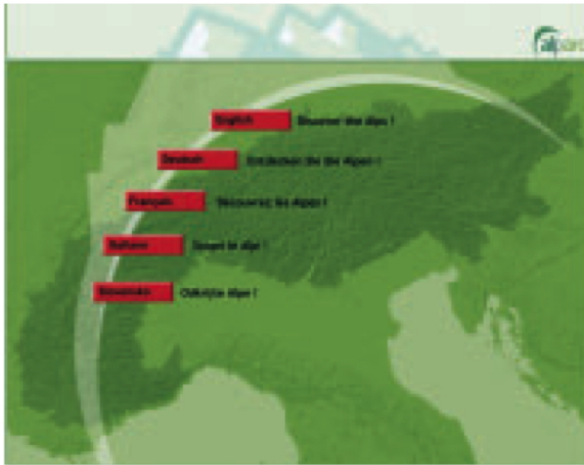 alparc
English Discover the Alps !
Deutsch Entdecken Sie die Alpen !
Français Découvrez les Alpes !
Italiano Scopri le Alpi !
Slovensko Odkrijte Alpe !